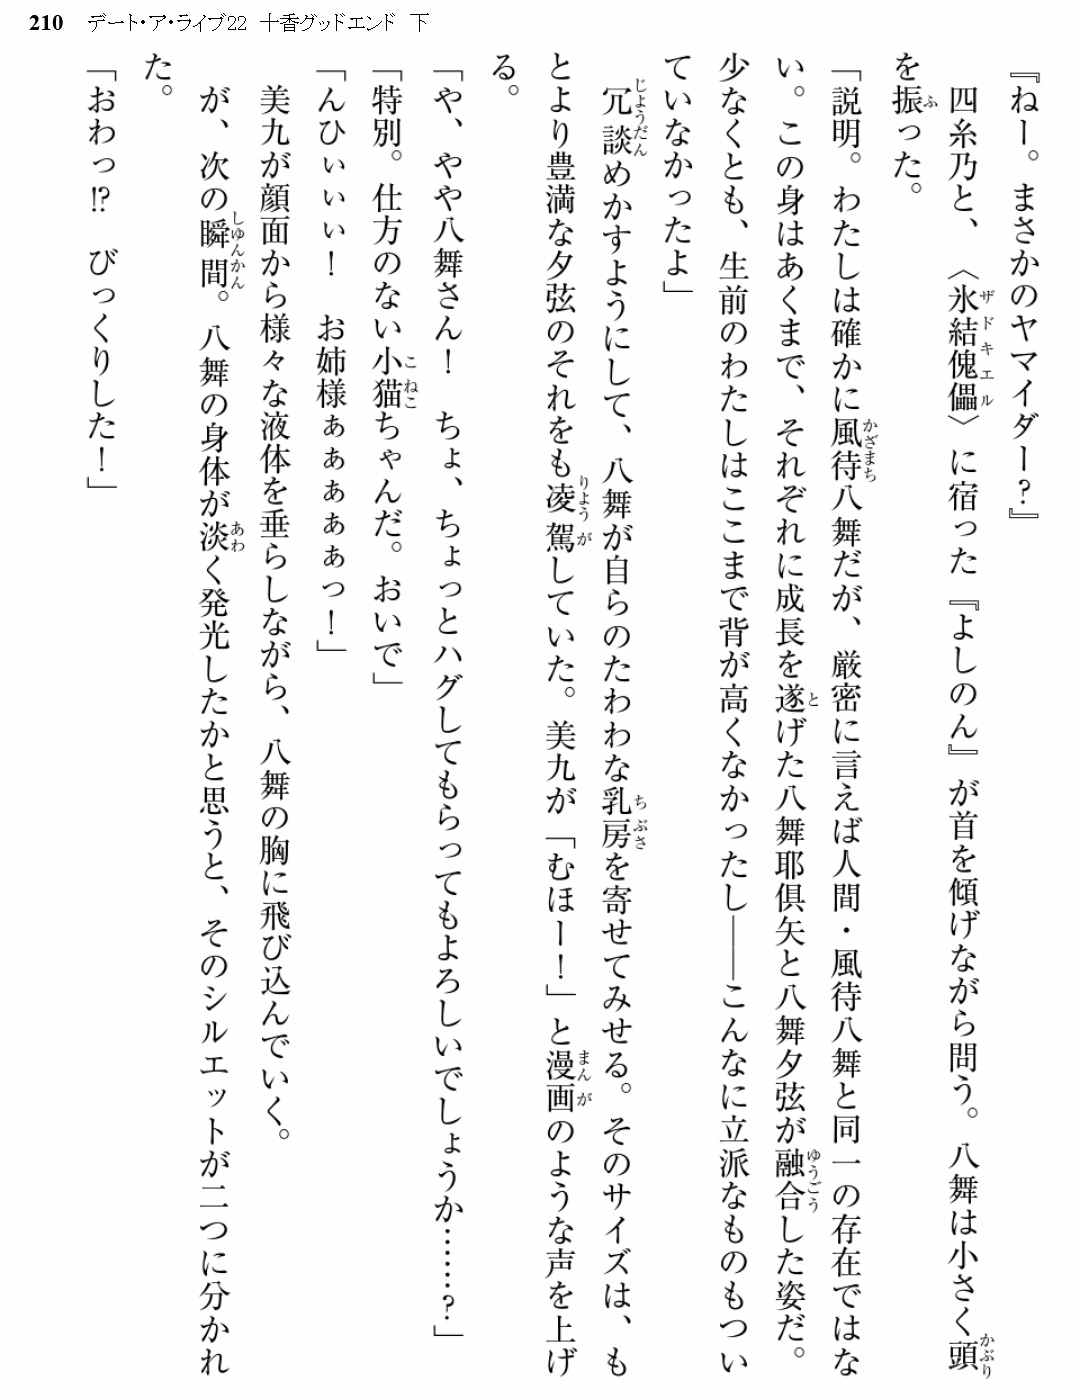 210 デート・ア・ライブ22 十香グッドエンド 下
『ねー。まさかのヤマイダー?』
四糸乃と、〈氷結傀儡〉に宿った『よしのん』が首を傾げながら問う。八舞は小さく頭
を振った。
「説明。わたしは確かに風待八舞だが、厳密に言えば人間・風待八舞と同一の存在ではな
い。この身はあくまで、それぞれに成長を遂げた八舞耶倶矢と八舞夕弦が融合した姿だ。
少なくとも、生前のわたしはここまで背が高くなかったし――こんなに立派なものもつい
ていなかったよ」
冗談めかすようにして、八舞が自らのたわわな乳房を寄せてみせる。そのサイズは、も
とより豊満な夕弦のそれをも凌駕していた。美九が「むほー!」と漫画のような声を上げ
る。
「や、やや八舞さん! ちょ、ちょっとハグしてもらってもよろしいでしょうか……?」
「特別。仕方のない小猫ちゃんだ。おいで」
「んひぃぃぃ! お姉様ぁぁぁぁぁっ!」
美九が顔面から様々な液体を垂らしながら、八舞の胸に飛び込んでいく。
が、次の瞬間。八舞の身体が淡く発光したかと思うと、そのシルエットが二つに分かれ
た。
「おわっ!? びっくりした!」